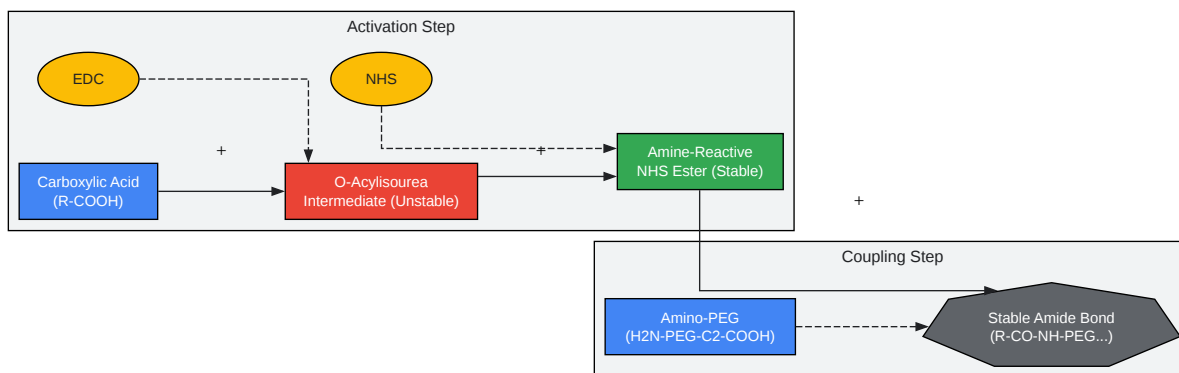 Activation Step
EDC
NHS
+
+
Carboxylic Acid
(R-COOH)
O-Acylisourea
Intermediate (Unstable)
Amine-Reactive
NHS Ester (Stable)
+
Coupling Step
Amino-PEG
(H2N-PEG-C2-COOH)
Stable Amide Bond
(R-CO-NH-PEG...)